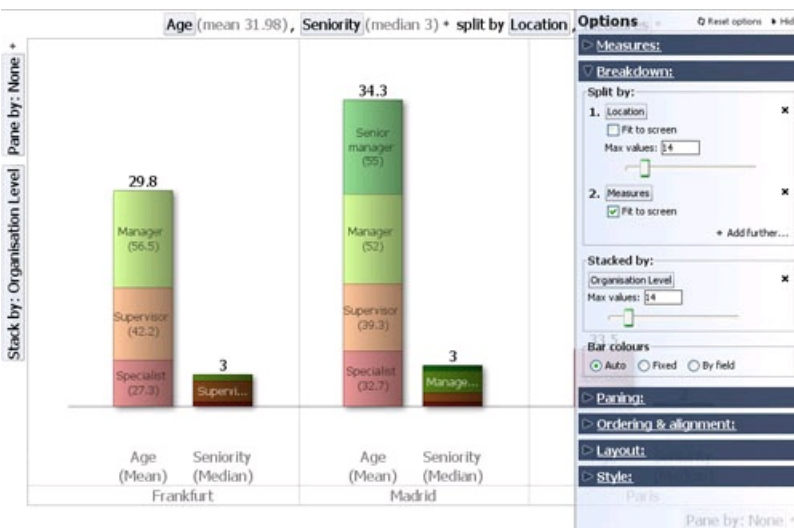 Age (mean 31.98), Seniority (median 3) + split by Location,
Options
Reset options
Hid
Measures:
Breakdown:
Split by:
1. Location
Fit to screen
Max values: 14
2. Measures
Fit to screen
+ Add further...
Stacked by:
Organisation Level
Max values: 14
Bar colours
Auto Fixed By field
Paning:
Ordering & alignment:
Layout:
Style:
Pane by: None +
Stack by: Organisation Level
Pane by: None +
29.8
Manager
(56.5)
Supervisor
(42.2)
Specialist
(27.3)
3
Supervi...
34.3
Senior
manager
(55)
Manager
(52)
Supervisor
(39.3)
Specialist
(32.7)
3
Manage...
33.5
Age
(Mean)
Seniority
(Median)
Age
(Mean)
Seniority
(Median)
Frankfurt
Madrid
Paris